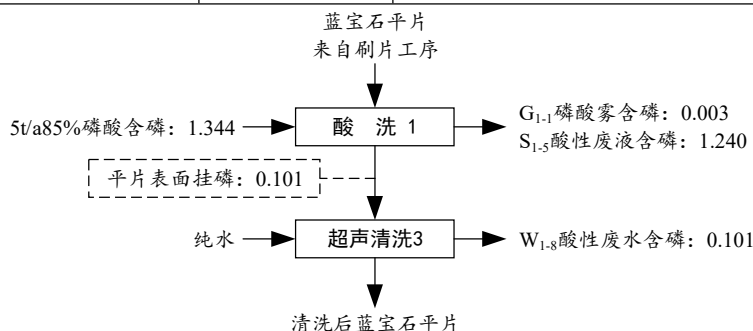 蓝宝石平片
来自刷片工序
5t/a85%磷酸含磷：1.344
酸 洗 1
G1-1磷酸雾含磷：0.003
S1-5酸性废液含磷：1.240
平片表面挂磷：0.101
纯水
超声清洗3
W1-8酸性废水含磷：0.101
清洗后蓝宝石平片